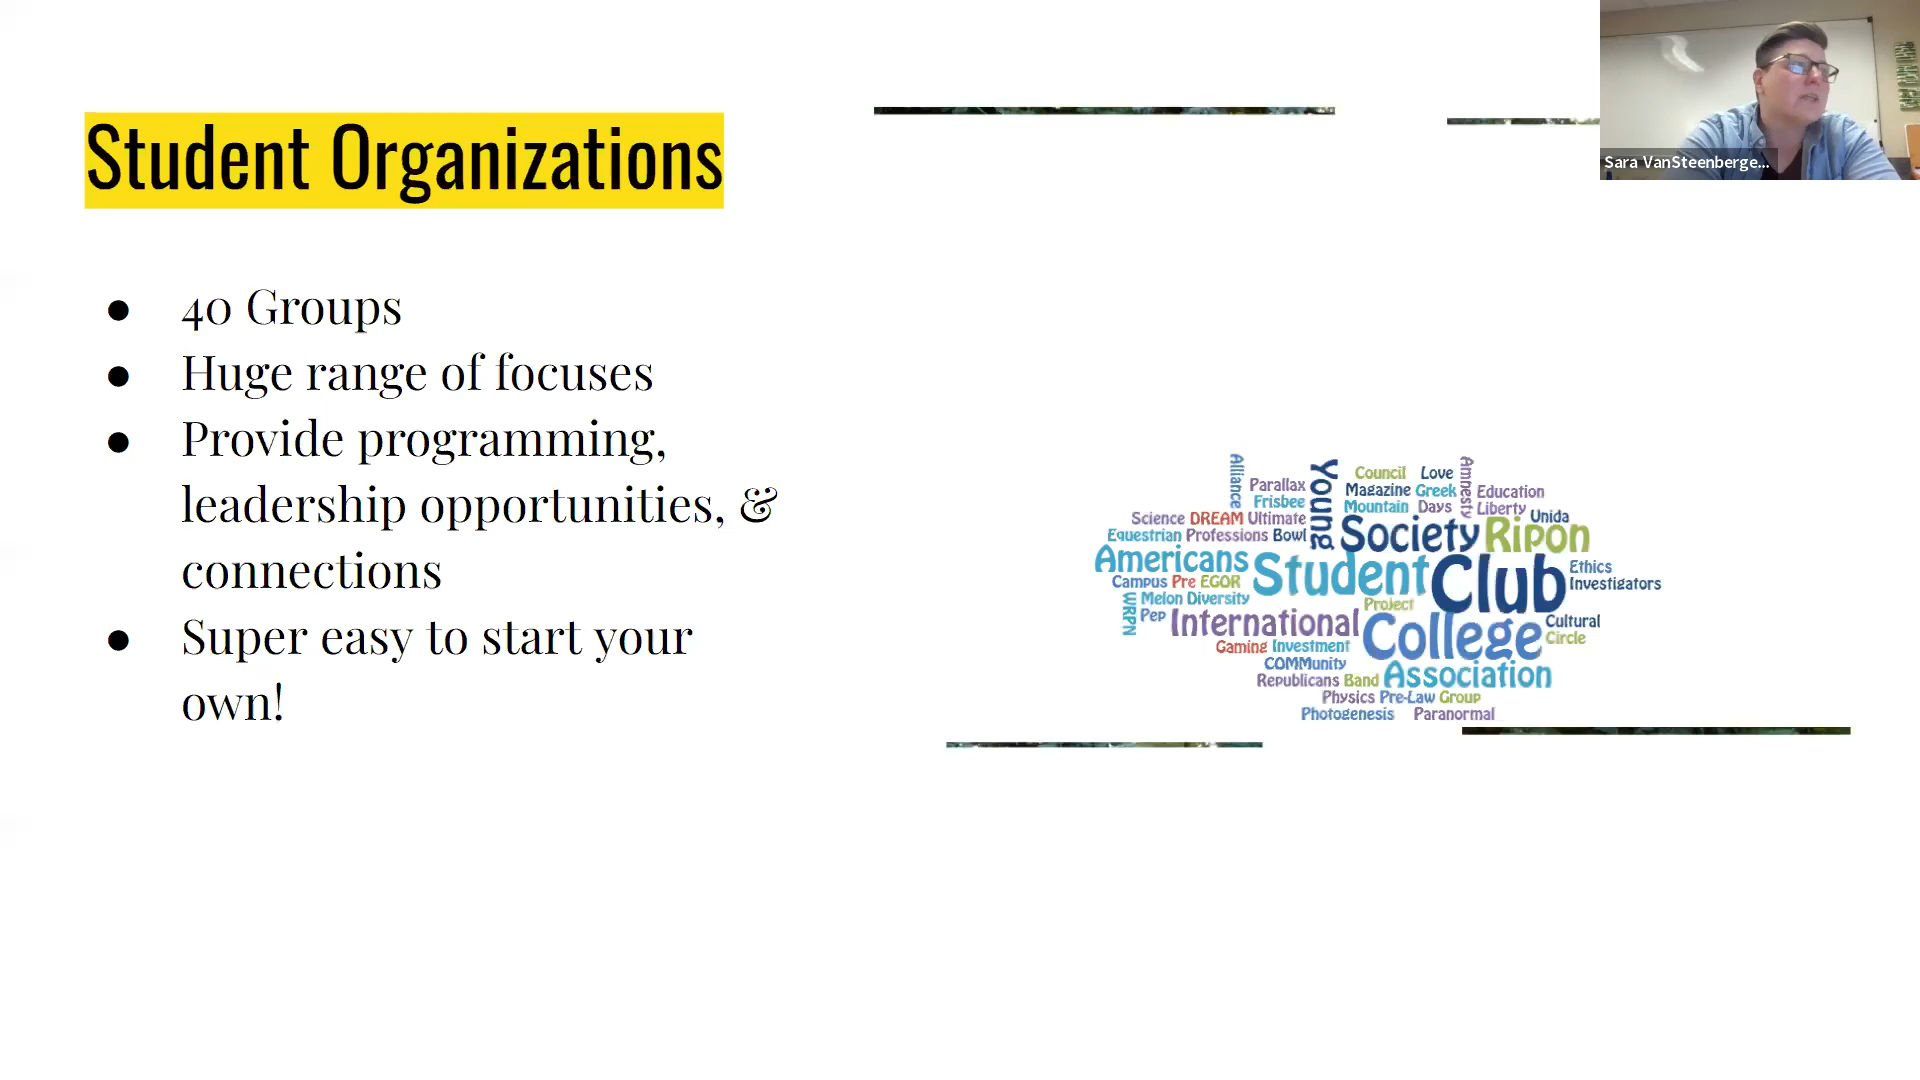 Student Organizations
Sara VanSteenberge...
● 40 Groups
● Huge range of focuses
● Provide programming,
leadership opportunities, &
connections
● Super easy to start your
own!
Alliance
Young
Amnesty
Council Love
Parallax
Magazine Greek Education
Frisbee
Mountain Days Liberty Unida
Science DREAM Ultimate
Equestrian Professions Bowl
Society Ripon
Americans
Student Club
Ethics
Campus Pre EGOR
Investigators
WRPN
Melon Diversity
Project
Pep
International
College
Cultural
Circle
Gaming Investment
COMMunity
Republicans Band
Association
Physics Pre-Law Group
Photogenesis Paranormal